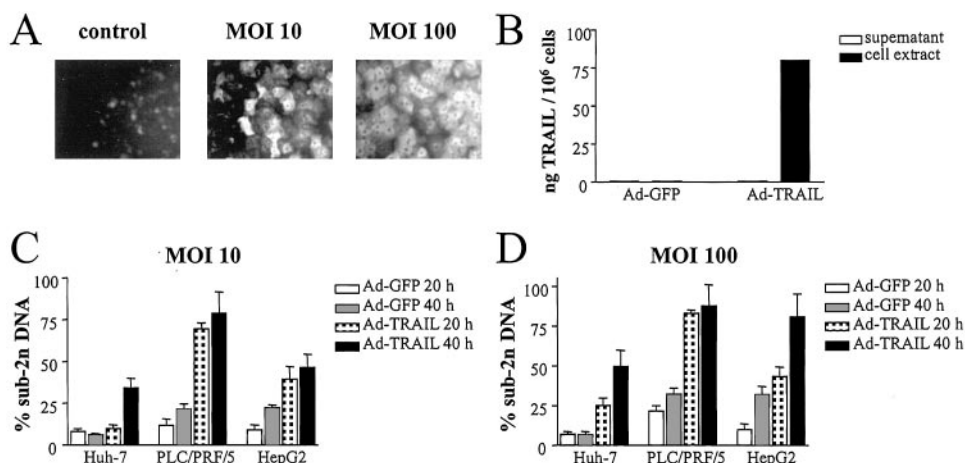 A
control
MOI 10
MOI 100
B
ng TRAIL / 10⁶ cells
100
75
50
25
0
Ad-GFP
Ad-TRAIL
supernatant
cell extract
C
MOI 10
% sub-2n DNA
100
75
50
25
0
Huh-7
PLC/PRF/5
HepG2
Ad-GFP 20 h
Ad-GFP 40 h
Ad-TRAIL 20 h
Ad-TRAIL 40 h
D
MOI 100
% sub-2n DNA
100
75
50
25
0
Huh-7
PLC/PRF/5
HepG2
Ad-GFP 20 h
Ad-GFP 40 h
Ad-TRAIL 20 h
Ad-TRAIL 40 h